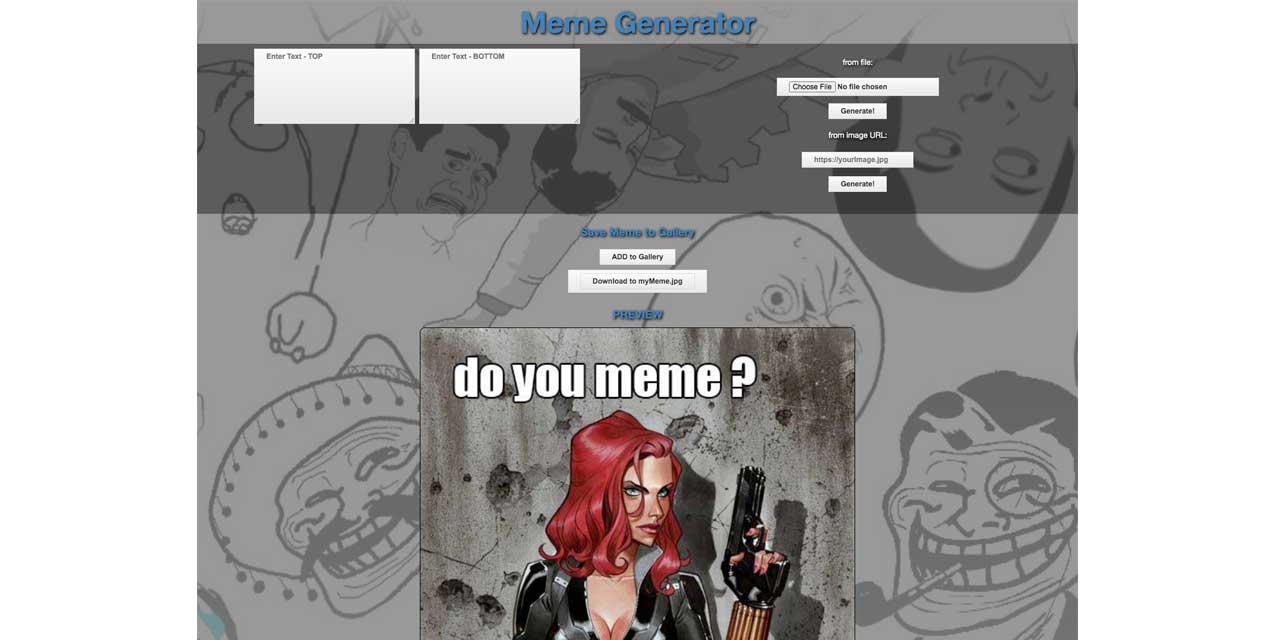 Meme Generator
Enter Text - TOP
Enter Text - BOTTOM
from file:
Choose File No file chosen
Generate!
from image URL:
https://yourImage.jpg
Generate!
Save Meme to Gallery
ADD to Gallery
Download to myMeme.jpg
PREVIEW
do you meme ?